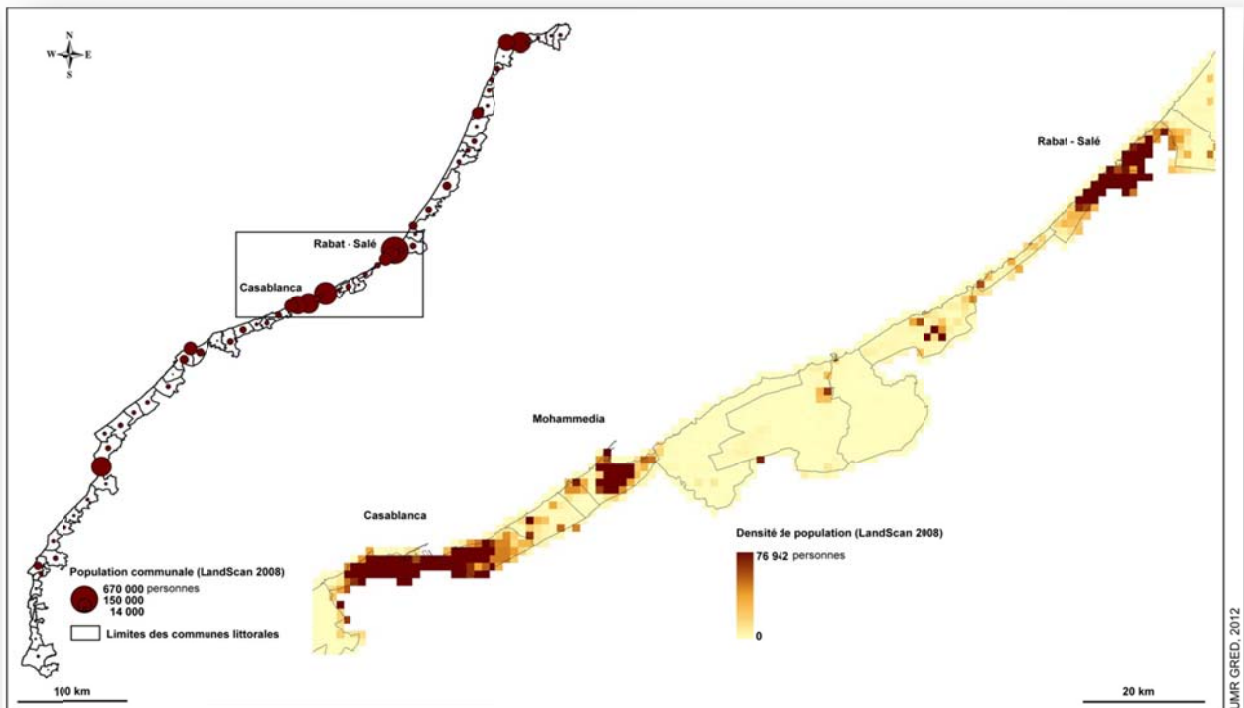 N
W E
S
Rabat - Salé
Casablanca
Population communale (LandScan 2008)
670 000 personnes
150 000
14 000
Limites des communes littorales
100 km
Rabat - Salé
Mohammedia
Casablanca
Densité de population (LandScan 2008)
76 942 personnes
0
20 km
UMR GRED, 2012